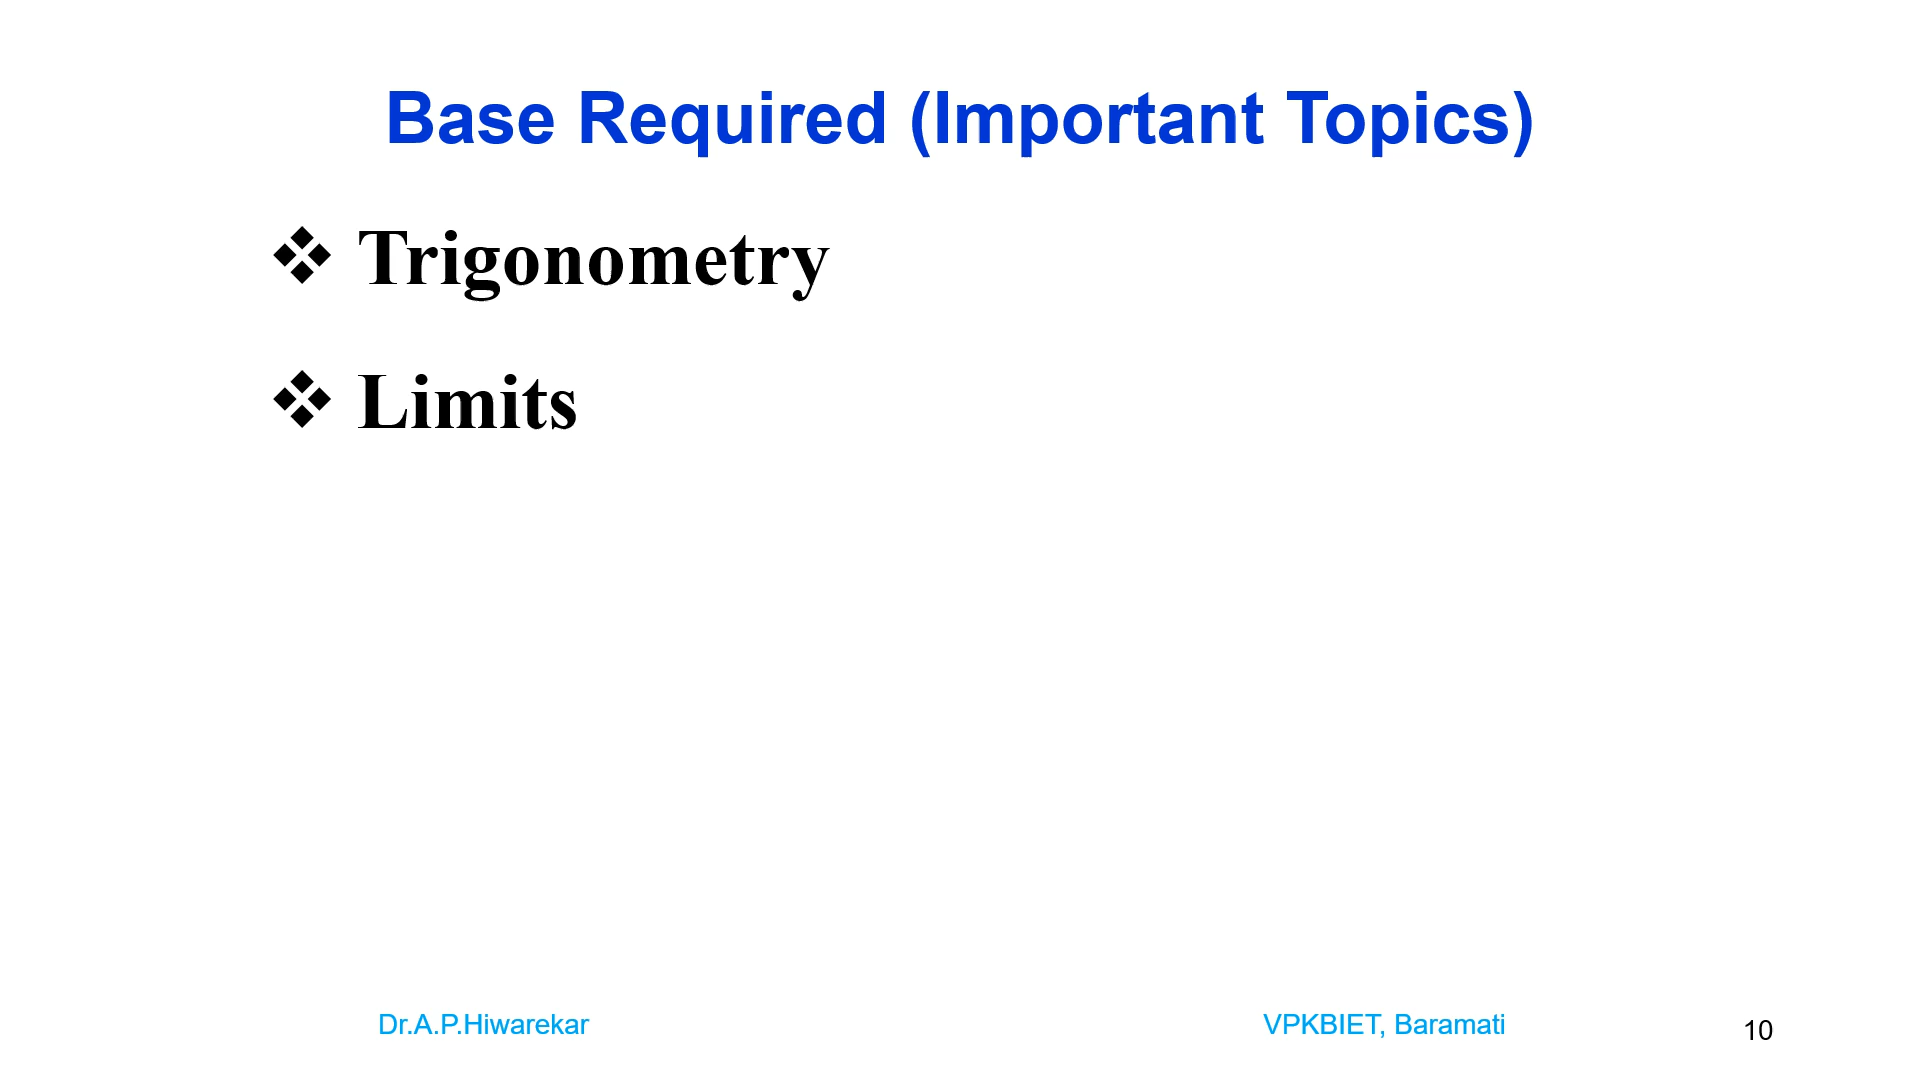 Base Required (Important Topics)
❖ Trigonometry
❖ Limits
Dr.A.P.Hiwarekar
VPKBIET, Baramati
10